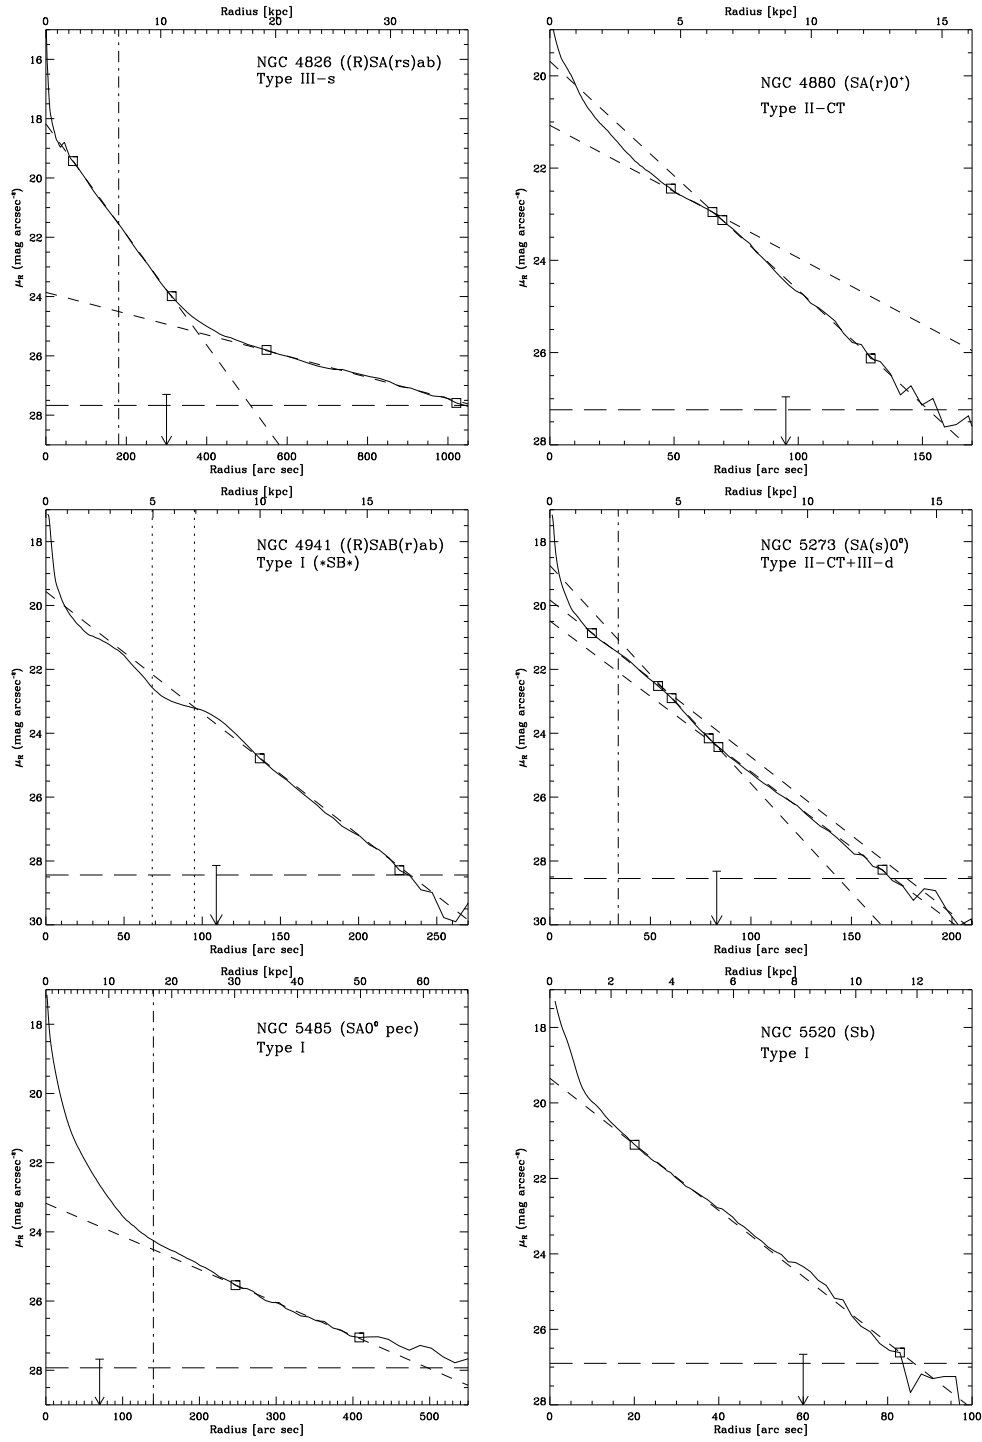 Radius [kpc]
0 10 20 30
NGC 4826 ((R)SA(rs)ab)
Type III−s
μR (mag arcsec⁻²)
16
18
20
22
24
26
28
0 200 400 600 800 1000
Radius [arc sec]
Radius [kpc]
0 5 10 15
NGC 4880 (SA(r)0⁺)
Type II−CT
μR (mag arcsec⁻²)
20
22
24
26
28
0 50 100 150
Radius [arc sec]
Radius [kpc]
0 5 10 15
NGC 4941 ((R)SAB(r)ab)
Type I (*SB*)
μR (mag arcsec⁻²)
18
20
22
24
26
28
30
0 50 100 150 200 250
Radius [arc sec]
Radius [kpc]
0 5 10 15
NGC 5273 (SA(s)0⁰)
Type II−CT+III−d
μR (mag arcsec⁻²)
18
20
22
24
26
28
30
0 50 100 150 200
Radius [arc sec]
Radius [kpc]
0 10 20 30 40 50 60
NGC 5485 (SA0⁰ pec)
Type I
μR (mag arcsec⁻²)
18
20
22
24
26
28
0 100 200 300 400 500
Radius [arc sec]
Radius [kpc]
0 2 4 6 8 10 12
NGC 5520 (Sb)
Type I
μR (mag arcsec⁻²)
18
20
22
24
26
28
0 20 40 60 80 100
Radius [arc sec]